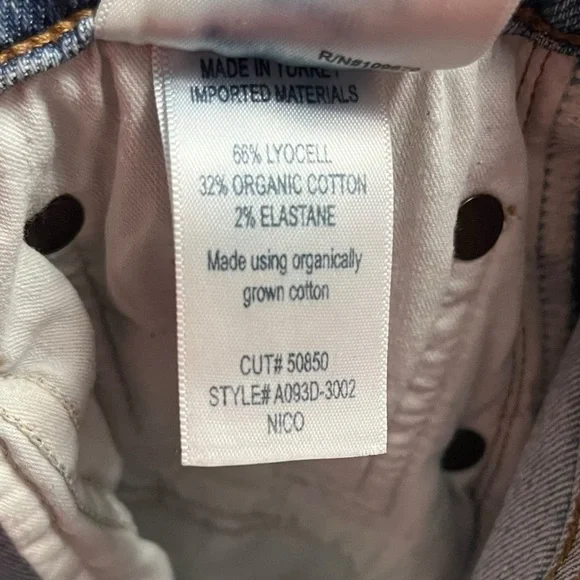 MADE IN TURKEY
IMPORTED MATERIALS
66% LYOCELL
32% ORGANIC COTTON
2% ELASTANE
Made using organically
grown cotton
CUT# 50850
STYLE# A093D-3002
NICO